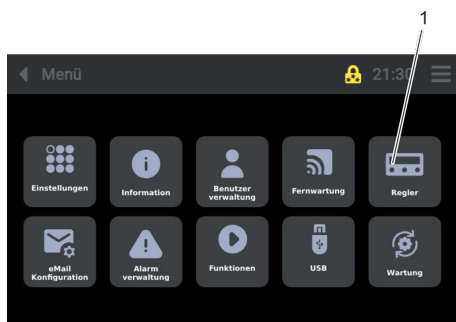 1
Menü
21:30
Einstellungen
Information
Benutzer
verwaltung
Fernwartung
Regler
eMail
Konfiguration
Alarm
verwaltung
Funktionen
USB
Wartung